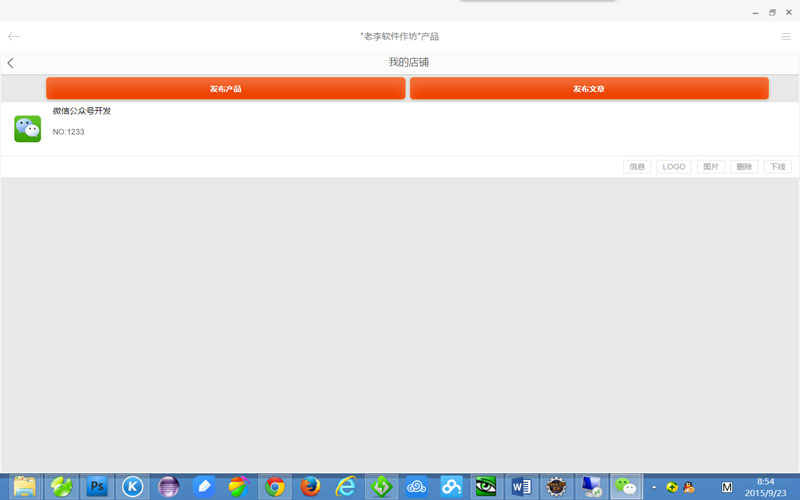 "老李软件作坊"产品
我的店铺
发布产品 发布文章
微信公众号开发
NO:1233
信息 LOGO 图片 删除 下线
Ps K W M 8:54
2015/9/23